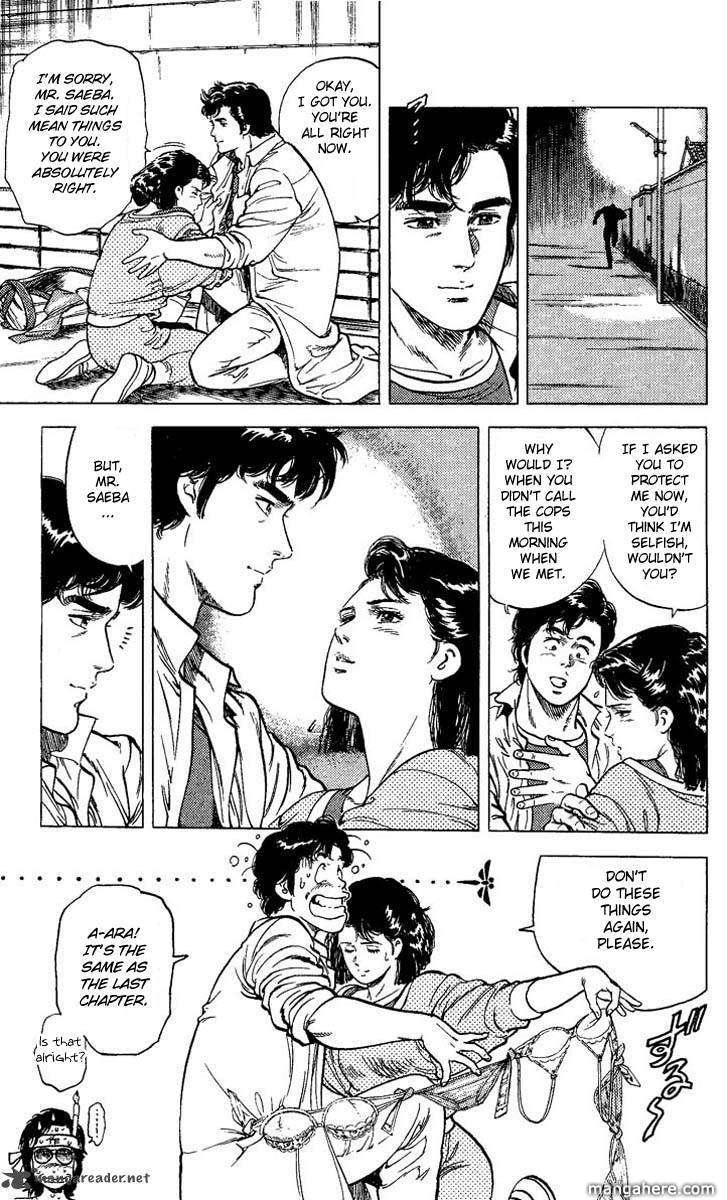 OKAY,
I GOT YOU.
YOU'RE
ALL RIGHT
NOW.
I'M SORRY,
MR. SAEBA.
I SAID SUCH
MEAN THINGS
TO YOU.
YOU WERE
ABSOLUTELY
RIGHT.
IF I ASKED
YOU TO
PROTECT
ME NOW,
YOU'D
THINK I'M
SELFISH,
WOULDN'T
YOU?
WHY
WOULD I?
WHEN YOU
DIDN'T CALL
THE COPS
THIS
MORNING
WHEN
WE MET.
BUT,
MR.
SAEBA
...
DON'T
DO THESE
THINGS
AGAIN,
PLEASE.
ずずる〜
A-ARA!
IT'S THE
SAME AS
THE LAST
CHAPTER.
Is that
alright?
mangareader.net
mangahere.com